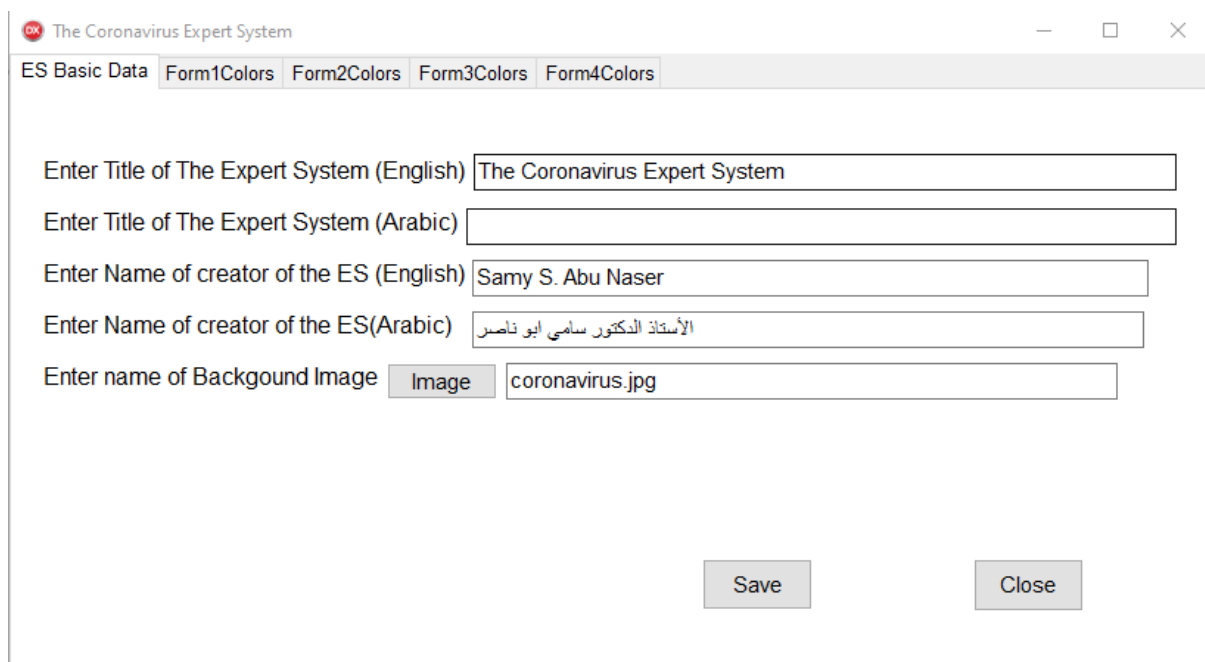 DX The Coronavirus Expert System
ES Basic Data Form1Colors Form2Colors Form3Colors Form4Colors
Enter Title of The Expert System (English) The Coronavirus Expert System
Enter Title of The Expert System (Arabic)
Enter Name of creator of the ES (English) Samy S. Abu Naser
Enter Name of creator of the ES(Arabic) الأستاذ الدكتور سامي ابو ناصر
Enter name of Backgound Image Image coronavirus.jpg
Save Close